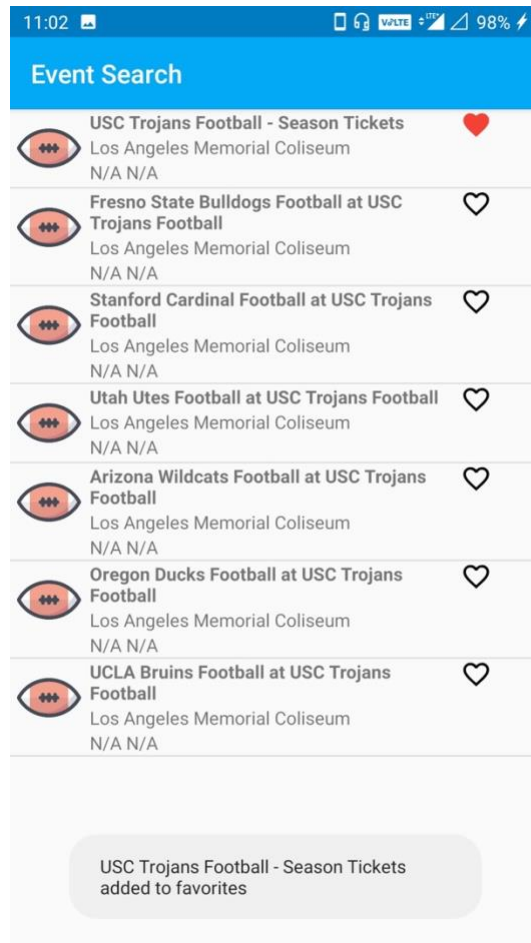 11:02 VoLTE LTE 98%
Event Search
USC Trojans Football - Season Tickets
Los Angeles Memorial Coliseum
N/A N/A
Fresno State Bulldogs Football at USC
Trojans Football
Los Angeles Memorial Coliseum
N/A N/A
Stanford Cardinal Football at USC Trojans
Football
Los Angeles Memorial Coliseum
N/A N/A
Utah Utes Football at USC Trojans Football
Los Angeles Memorial Coliseum
N/A N/A
Arizona Wildcats Football at USC Trojans
Football
Los Angeles Memorial Coliseum
N/A N/A
Oregon Ducks Football at USC Trojans
Football
Los Angeles Memorial Coliseum
N/A N/A
UCLA Bruins Football at USC Trojans
Football
Los Angeles Memorial Coliseum
N/A N/A
USC Trojans Football - Season Tickets
added to favorites